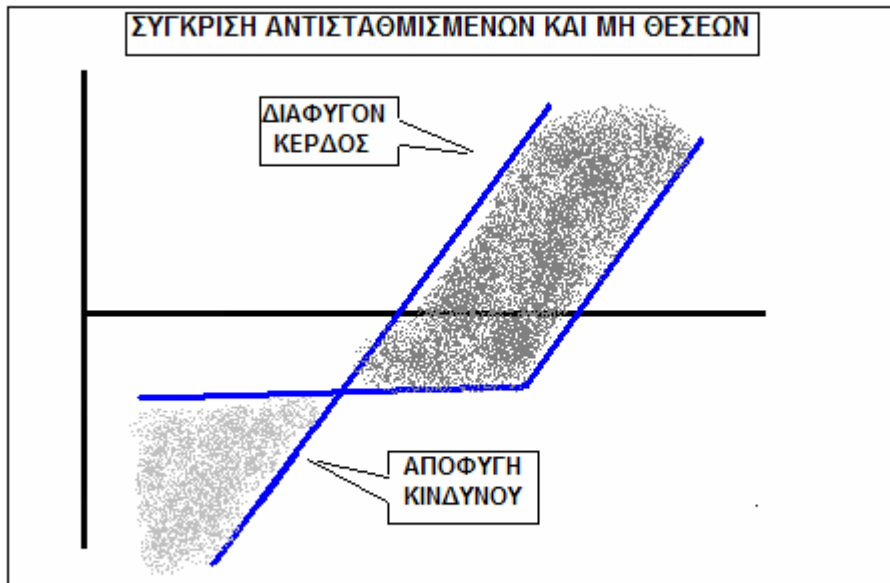 ΣΥΓΚΡΙΣΗ ΑΝΤΙΣΤΑΘΜΙΣΜΕΝΩΝ ΚΑΙ ΜΗ ΘΕΣΕΩΝ
ΔΙΑΦΥΓΟΝ
ΚΕΡΔΟΣ
ΑΠΟΦΥΓΗ
ΚΙΝΔΥΝΟΥ